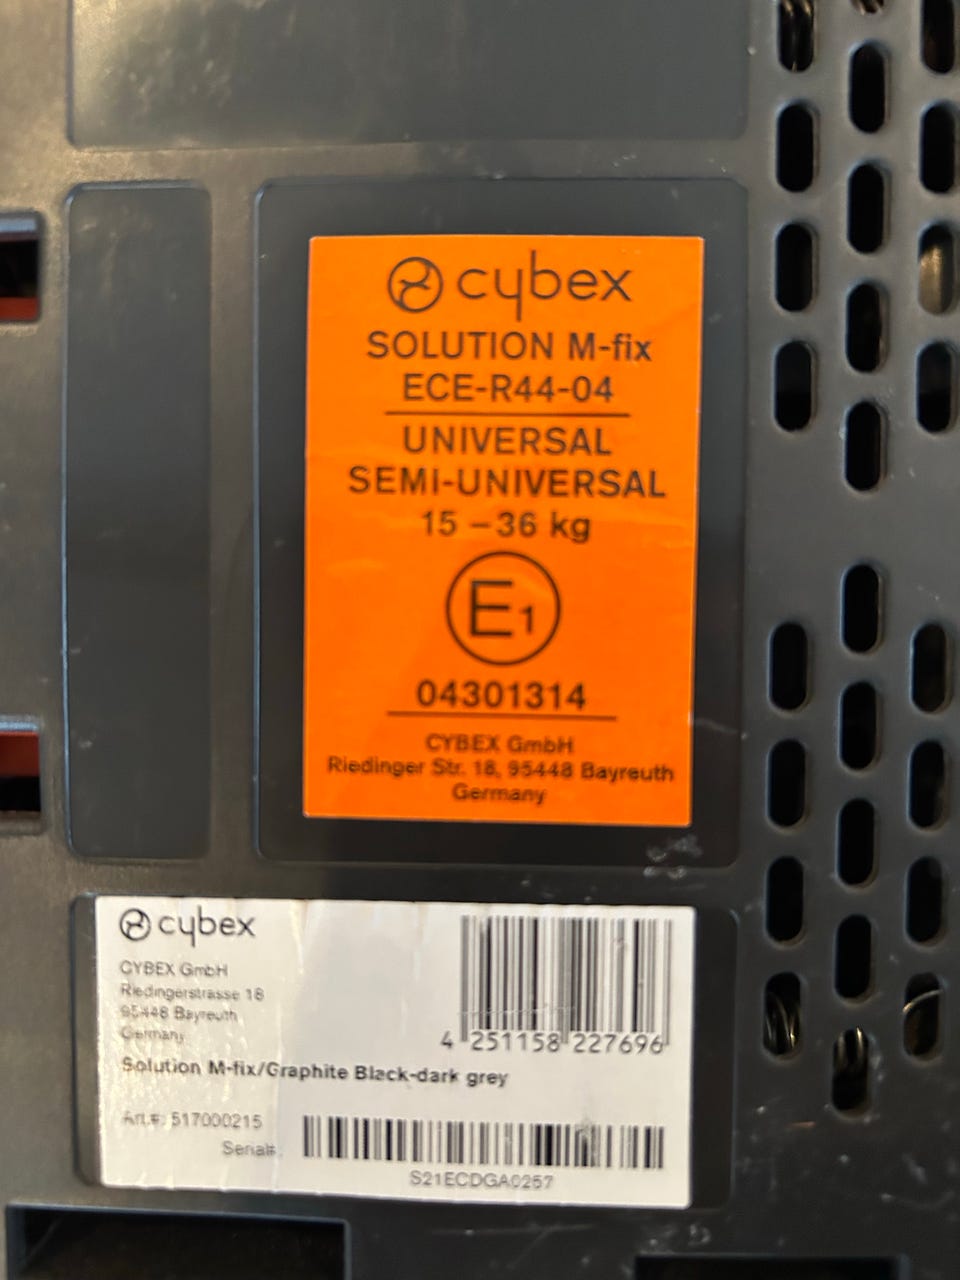 cybex
SOLUTION M-fix
ECE-R44-04
UNIVERSAL
SEMI-UNIVERSAL
15 – 36 kg
E1
04301314
CYBEX GmbH
Riedinger Str. 18, 95448 Bayreuth
Germany
cybex
CYBEX GmbH
Riedingerstrasse 18
95448 Bayreuth
Germany
4 251158 227696
Solution M-fix/Graphite Black-dark grey
Art.#: 517000215
Serial#:
S21ECDGA0257